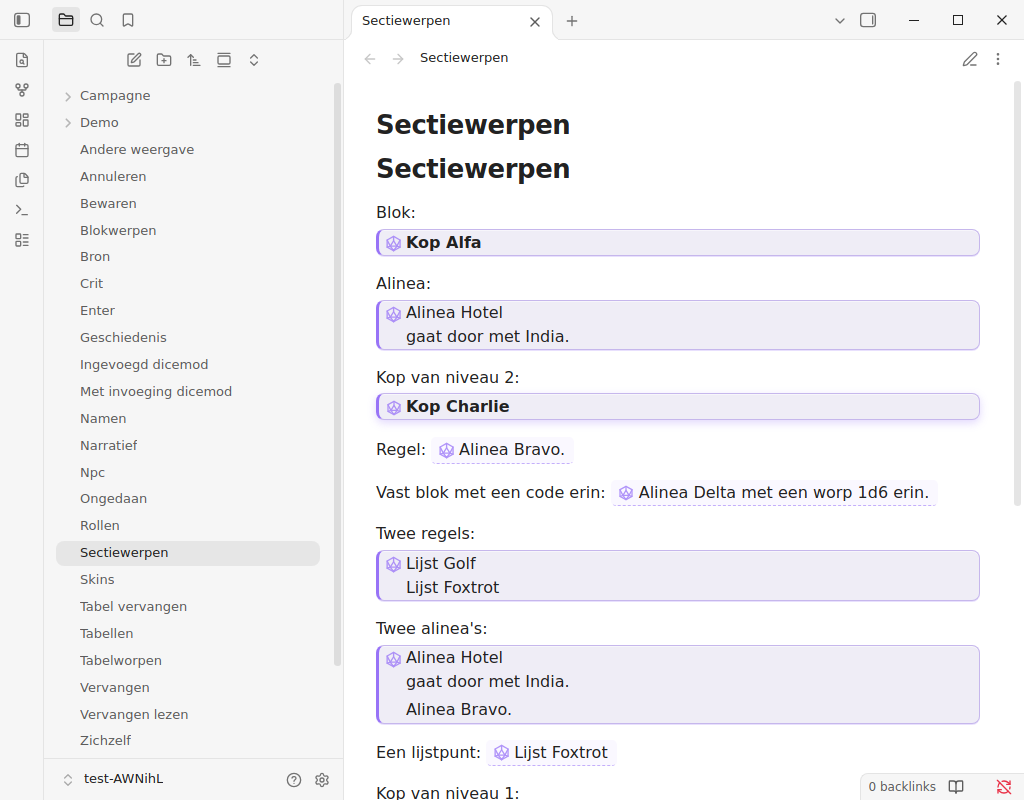 Sectiewerpen
Sectiewerpen
Campagne
Demo
Andere weergave
Annuleren
Bewaren
Blokwerpen
Bron
Crit
Enter
Geschiedenis
Ingevoegd dicemod
Met invoeging dicemod
Namen
Narratief
Npc
Ongedaan
Rollen
Sectiewerpen
Skins
Tabel vervangen
Tabellen
Tabelworpen
Vervangen
Vervangen lezen
Zichzelf
test-AWNihL
Sectiewerpen
Sectiewerpen
Blok:
Kop Alfa
Alinea:
Alinea Hotel
gaat door met India.
Kop van niveau 2:
Kop Charlie
Regel: Alinea Bravo.
Vast blok met een code erin: Alinea Delta met een worp 1d6 erin.
Twee regels:
Lijst Golf
Lijst Foxtrot
Twee alinea's:
Alinea Hotel
gaat door met India.
Alinea Bravo.
Een lijstpunt: Lijst Foxtrot
Kop van niveau 1:
0 backlinks